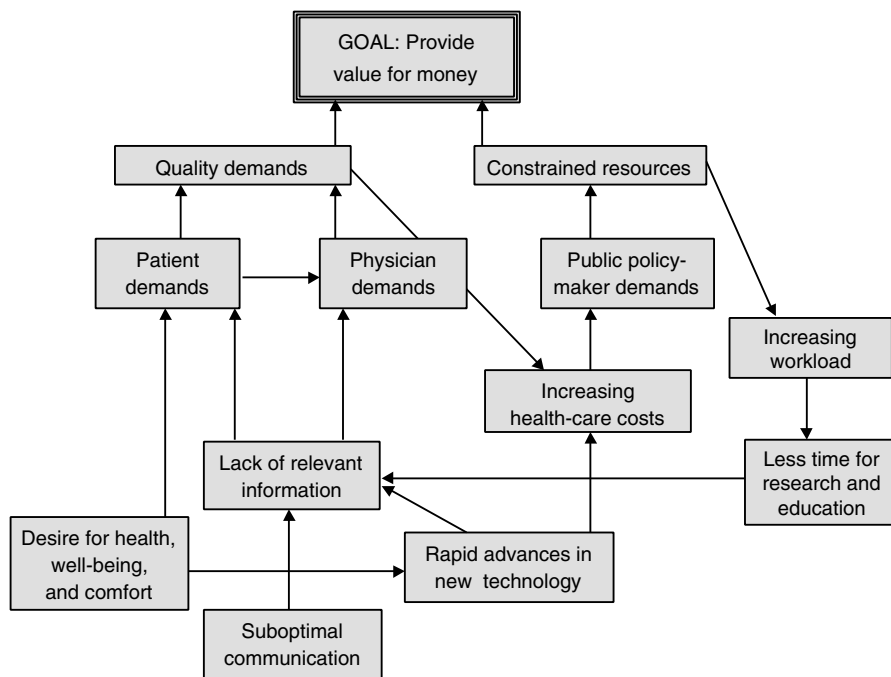 GOAL: Provide
value for money
Quality demands
Constrained resources
Patient
demands
Physician
demands
Public policy-
maker demands
Increasing
workload
Increasing
health-care costs
Lack of relevant
information
Less time for
research and
education
Desire for health,
well-being,
and comfort
Rapid advances in
new technology
Suboptimal
communication